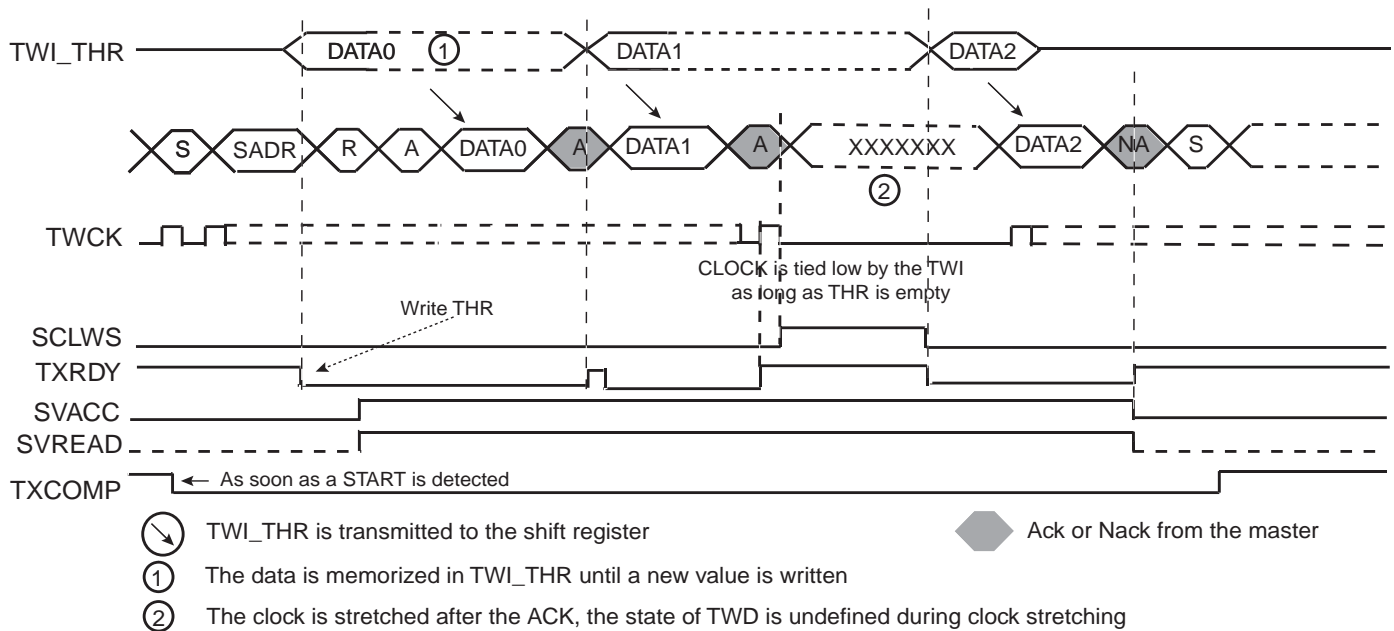 TWI_THR DATA0 1 DATA1 DATA2
S SADR R A DATA0 A DATA1 A XXXXXXX DATA2 NA S
2
TWCK
CLOCK is tied low by the TWI
as long as THR is empty
Write THR
SCLWS
TXRDY
SVACC
SVREAD
TXCOMP As soon as a START is detected
TWI_THR is transmitted to the shift register Ack or Nack from the master
1 The data is memorized in TWI_THR until a new value is written
2 The clock is stretched after the ACK, the state of TWD is undefined during clock stretching